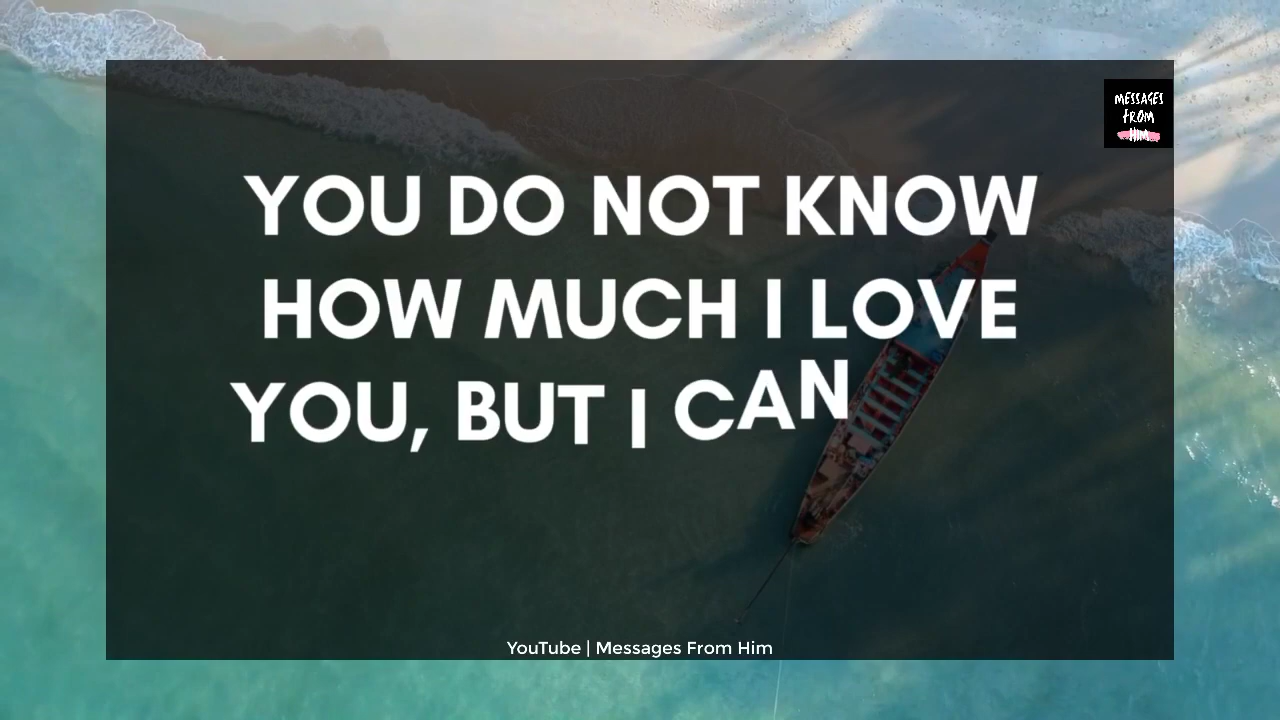 MESSAGES
FROM
HIM
YOU DO NOT KNOW
HOW MUCH I LOVE
YOU, BUT I CAN
YouTube | Messages From Him